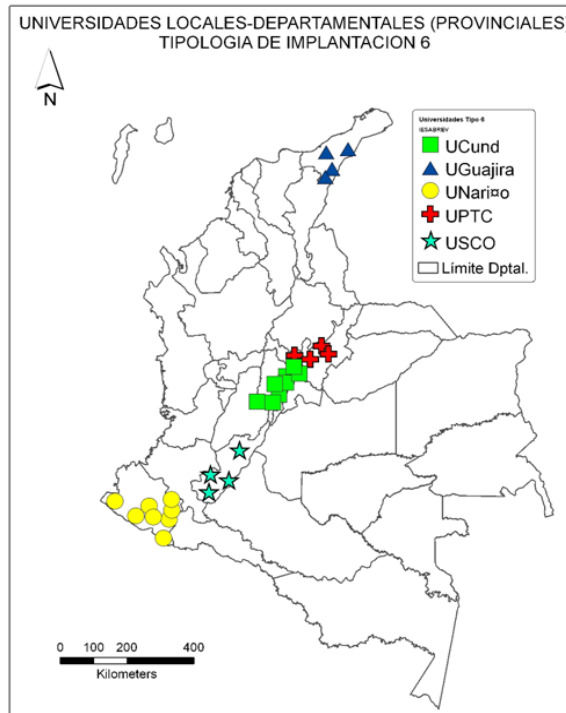 UNIVERSIDADES LOCALES-DEPARTAMENTALES (PROVINCIALES)
TIPOLOGIA DE IMPLANTACION 6
N
Universidades Tipo 6
IESABREV
UCund
UGuajira
UNari¤o
UPTC
USCO
Límite Dptal.
0 100 200 400
Kilometers